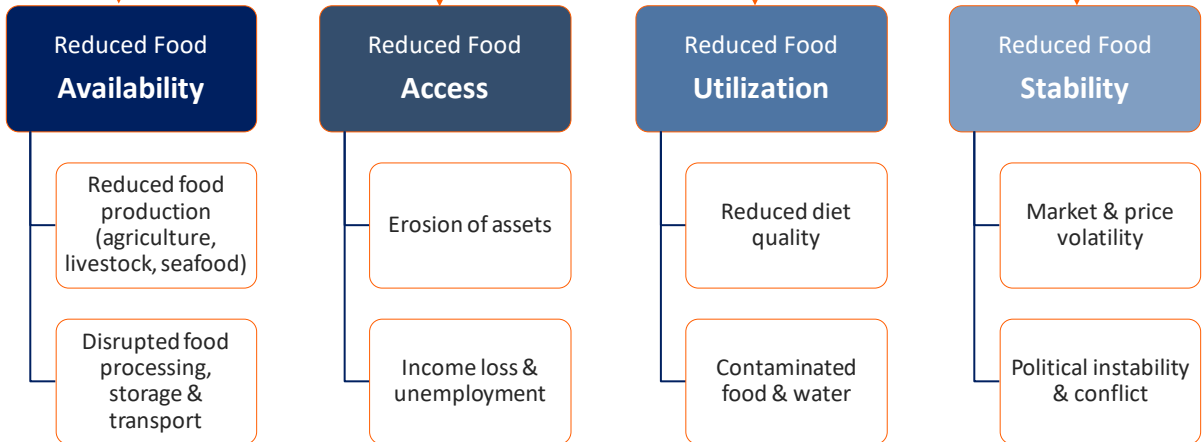 Reduced Food
Availability
Reduced food
production
(agriculture,
livestock, seafood)
Disrupted food
processing,
storage &
transport
Reduced Food
Access
Erosion of assets
Income loss &
unemployment
Reduced Food
Utilization
Reduced diet
quality
Contaminated
food & water
Reduced Food
Stability
Market & price
volatility
Political instability
& conflict